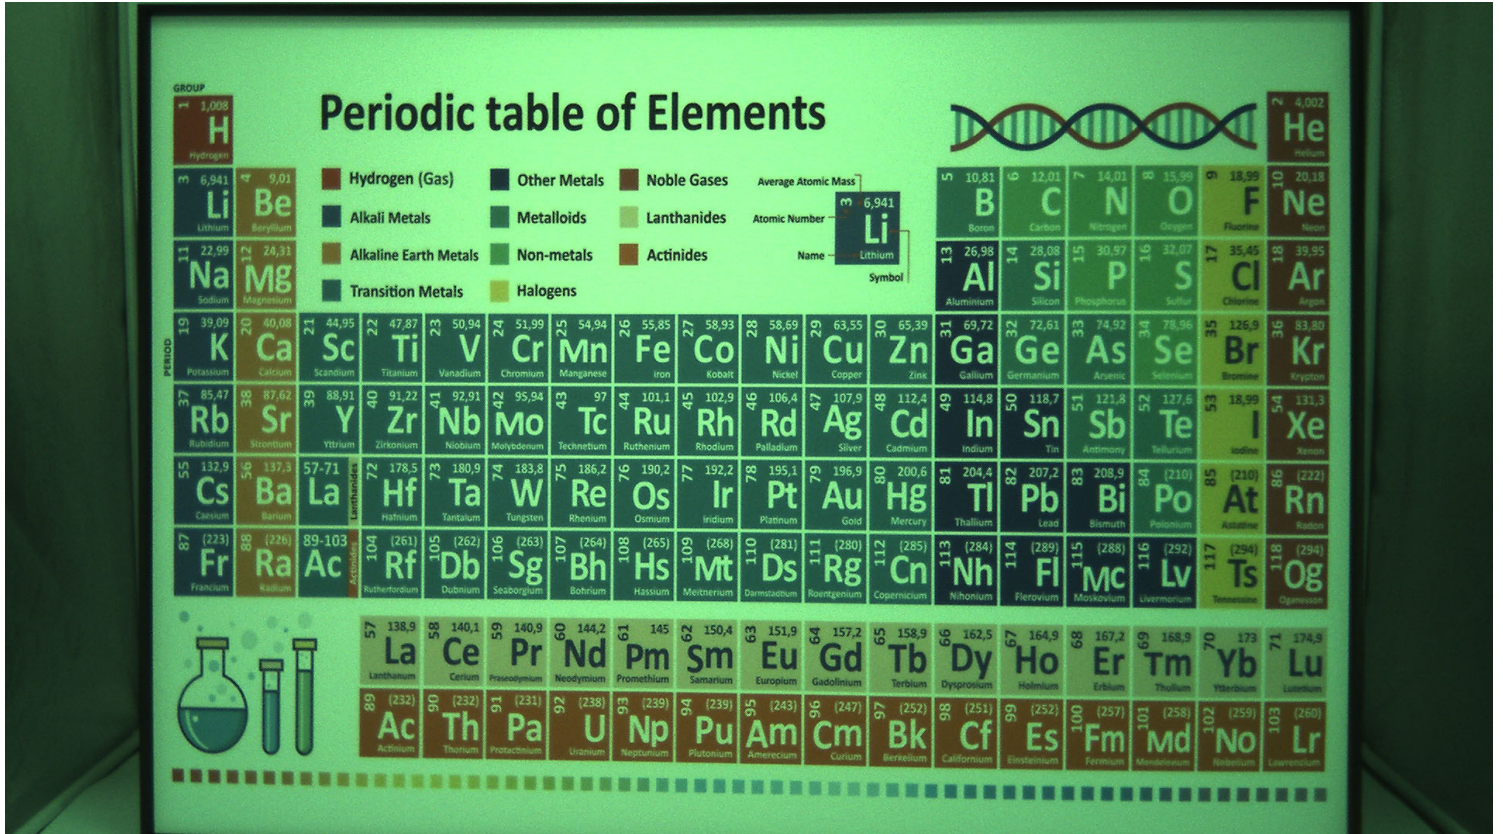 GROUP
Periodic table of Elements
1 1,008 H Hydrogen
2 4,002 He Helium
Hydrogen (Gas)
Other Metals
Noble Gases
Alkali Metals
Metalloids
Lanthanides
Alkaline Earth Metals
Non-metals
Actinides
Transition Metals
Halogens
Average Atomic Mass
Atomic Number
Name
Symbol
3 6,941 Li Lithium
3 6,941 Li Lithium
4 9,01 Be Beryllium
5 10,81 B Boron
6 12,01 C Carbon
7 14,01 N Nitrogen
8 15,99 O Oxygen
9 18,99 F Fluorine
10 20,18 Ne Neon
11 22,99 Na Sodium
12 24,31 Mg Magnesium
13 26,98 Al Aluminium
14 28,08 Si Silicon
15 30,97 P Phosphorus
16 32,07 S Sulfur
17 35,45 Cl Chlorine
18 39,95 Ar Argon
PERIOD
19 39,09 K Potassium
20 40,08 Ca Calcium
21 44,95 Sc Scandium
22 47,87 Ti Titanium
23 50,94 V Vanadium
24 51,99 Cr Chromium
25 54,94 Mn Manganese
26 55,85 Fe Iron
27 58,93 Co Kobalt
28 58,69 Ni Nickel
29 63,55 Cu Copper
30 65,39 Zn Zink
31 69,72 Ga Gallium
32 72,61 Ge Germanium
33 74,92 As Arsenic
34 78,96 Se Selenium
35 126,9 Br Bromine
36 83,80 Kr Krypton
37 85,47 Rb Rubidium
38 87,62 Sr Strontium
39 88,91 Y Yttrium
40 91,22 Zr Zirkonium
41 92,91 Nb Niobium
42 95,94 Mo Molybdenum
43 97 Tc Technetium
44 101,1 Ru Ruthenium
45 102,9 Rh Rhodium
46 106,4 Rd Palladium
47 107,9 Ag Silver
48 112,4 Cd Cadmium
49 114,8 In Indium
50 118,7 Sn Tin
51 121,8 Sb Antimony
52 127,6 Te Tellurium
53 18,99 I Iodine
54 131,3 Xe Xenon
55 132,9 Cs Caesium
56 137,3 Ba Barium
57-71 La Lanthanides
72 178,5 Hf Hafnium
73 180,9 Ta Tantalum
74 183,8 W Tungsten
75 186,2 Re Rhenium
76 190,2 Os Osmium
77 192,2 Ir Iridium
78 195,1 Pt Platinum
79 196,9 Au Gold
80 200,6 Hg Mercury
81 204,4 Tl Thallium
82 207,2 Pb Lead
83 208,9 Bi Bismuth
84 (210) Po Polonium
85 (210) At Astatine
86 (222) Rn Radon
87 (223) Fr Francium
88 (226) Ra Radium
89-103 Ac Actinides
104 (261) Rf Rutherfordium
105 (262) Db Dubnium
106 (263) Sg Seaborgium
107 (264) Bh Bohrium
108 (265) Hs Hassium
109 (268) Mt Meitnerium
110 (281) Ds Darmstadtium
111 (280) Rg Roentgenium
112 (285) Cn Copernicium
113 (284) Nh Nihonium
114 (289) Fl Flerovium
115 (288) Mc Moskovium
116 (292) Lv Livermorium
117 (294) Ts Tennessine
118 (294) Og Oganesson
57 138,9 La Lanthanum
58 140,1 Ce Cerium
59 140,9 Pr Praseodymium
60 144,2 Nd Neodymium
61 145 Pm Promethium
62 150,4 Sm Samarium
63 151,9 Eu Europium
64 157,2 Gd Gadolinium
65 158,9 Tb Terbium
66 162,5 Dy Dysprosium
67 164,9 Ho Holmium
68 167,2 Er Erbium
69 168,9 Tm Thulium
70 173 Yb Ytterbium
71 174,9 Lu Lutetium
89 (232) Ac Actinium
90 (232) Th Thorium
91 (231) Pa Protactinium
92 (238) U Uranium
93 (239) Np Neptunium
94 (239) Pu Plutonium
95 (243) Am Amerecium
96 (247) Cm Curium
97 (252) Bk Berkelium
98 (251) Cf Californium
99 (252) Es Einsteinium
100 (257) Fm Fermium
101 (258) Md Mendeleevium
102 (259) No Nobelium
103 (260) Lr Lawrencium